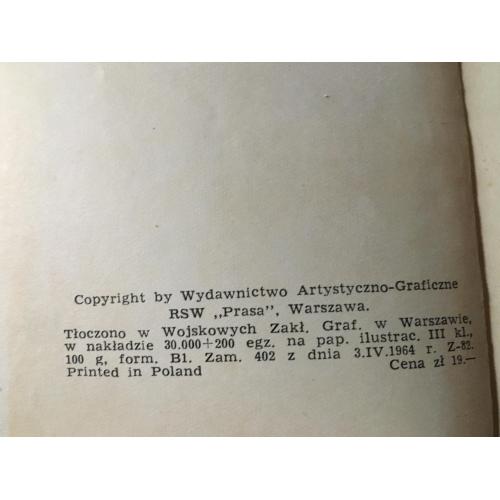 Copyright by Wydawnictwo Artystyczno-Graficzne
RSW „Prasa”, Warszawa.
Tłoczono w Wojskowych Zakł. Graf. w Warszawie,
w nakładzie 30.000+200 egz. na pap. ilustrac. III kl.,
100 g, form. B1. Zam. 402 z dnia 3.IV.1964 r. Z-82.
Printed in Poland Cena zł 19.—